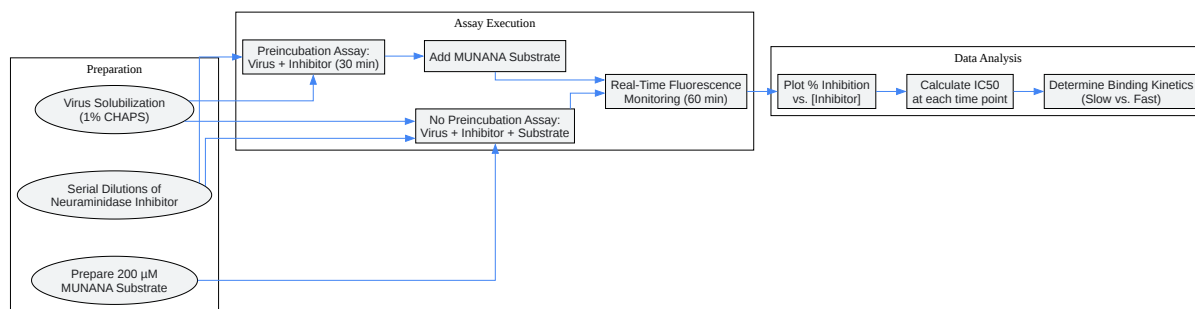 Preparation
Virus Solubilization
(1% CHAPS)
Serial Dilutions of
Neuraminidase Inhibitor
Prepare 200 µM
MUNANA Substrate
Assay Execution
Preincubation Assay:
Virus + Inhibitor (30 min)
Add MUNANA Substrate
No Preincubation Assay:
Virus + Inhibitor + Substrate
Real-Time Fluorescence
Monitoring (60 min)
Data Analysis
Plot % Inhibition
vs. [Inhibitor]
Calculate IC50
at each time point
Determine Binding Kinetics
(Slow vs. Fast)